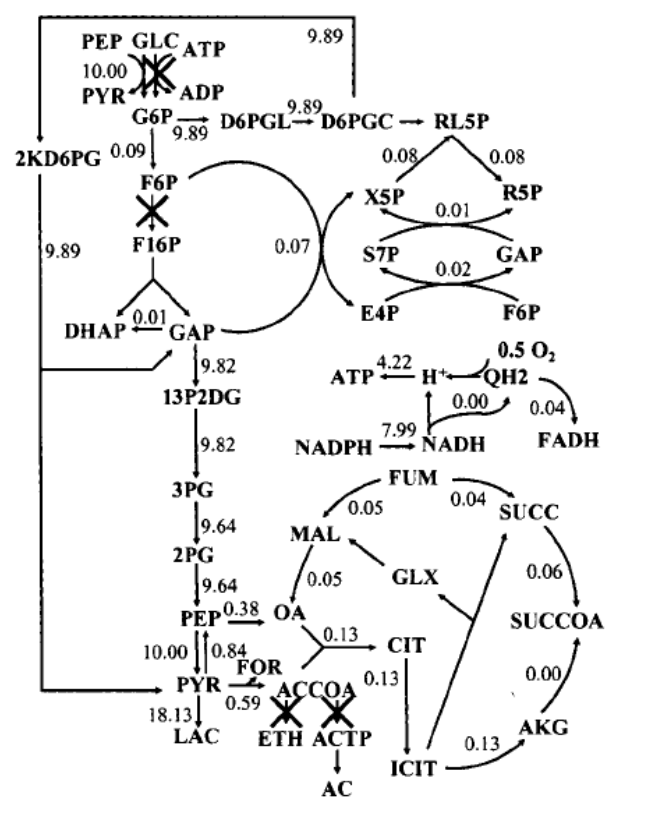 9.89
PEP GLC ATP
10.00
PYR ADP
G6P 9.89 D6PGL 9.89 D6PGC RL5P
2KD6PG 0.09 0.08 0.08
F6P X5P R5P
0.01
F16P 9.89 0.07 S7P GAP
0.02
E4P F6P
DHAP 0.01 GAP
9.82 0.5 O₂
ATP 4.22 H⁺ QH2
13P2DG 0.00 0.04
9.82 NADPH 7.99 NADH FADH
FUM
3PG 0.05 0.04 SUCC
9.64 MAL
2PG GLX 0.06
9.64 0.05
PEP 0.38 OA SUCCOA
0.13 CIT
10.00 0.84 FOR 0.13 0.00
PYR 0.59 ACCOA
18.13 AKG
LAC ETH ACTP 0.13
ICIT
AC